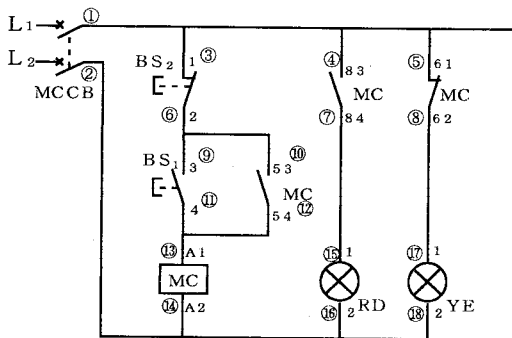 L1 ①
L2 ②
MCCB
BS2 1 ③
⑥ 2
BS1 3 ⑨
4 ⑪
53 ⑩
MC
54 ⑫
④ 83
MC
⑦ 84
⑤ 61
MC
⑧ 62
⑬ A1
MC
⑭ A2
⑮ 1
RD
⑯ 2
⑰ 1
YE
⑱ 2